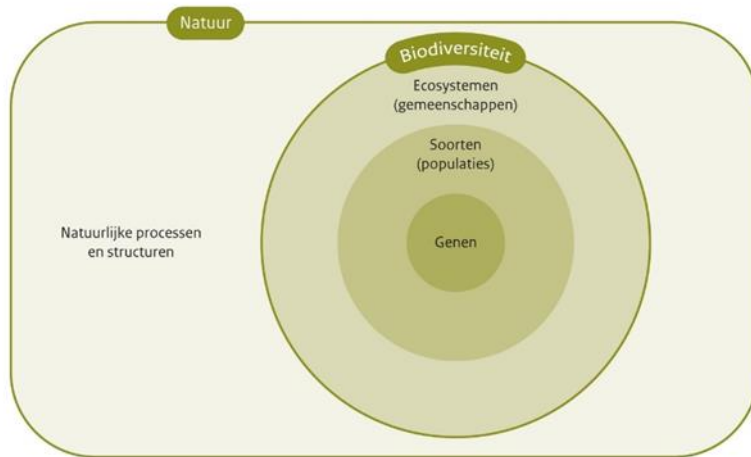 Natuur
Biodiversiteit
Ecosystemen
(gemeenschappen)
Soorten
(populaties)
Genen
Natuurlijke processen
en structuren